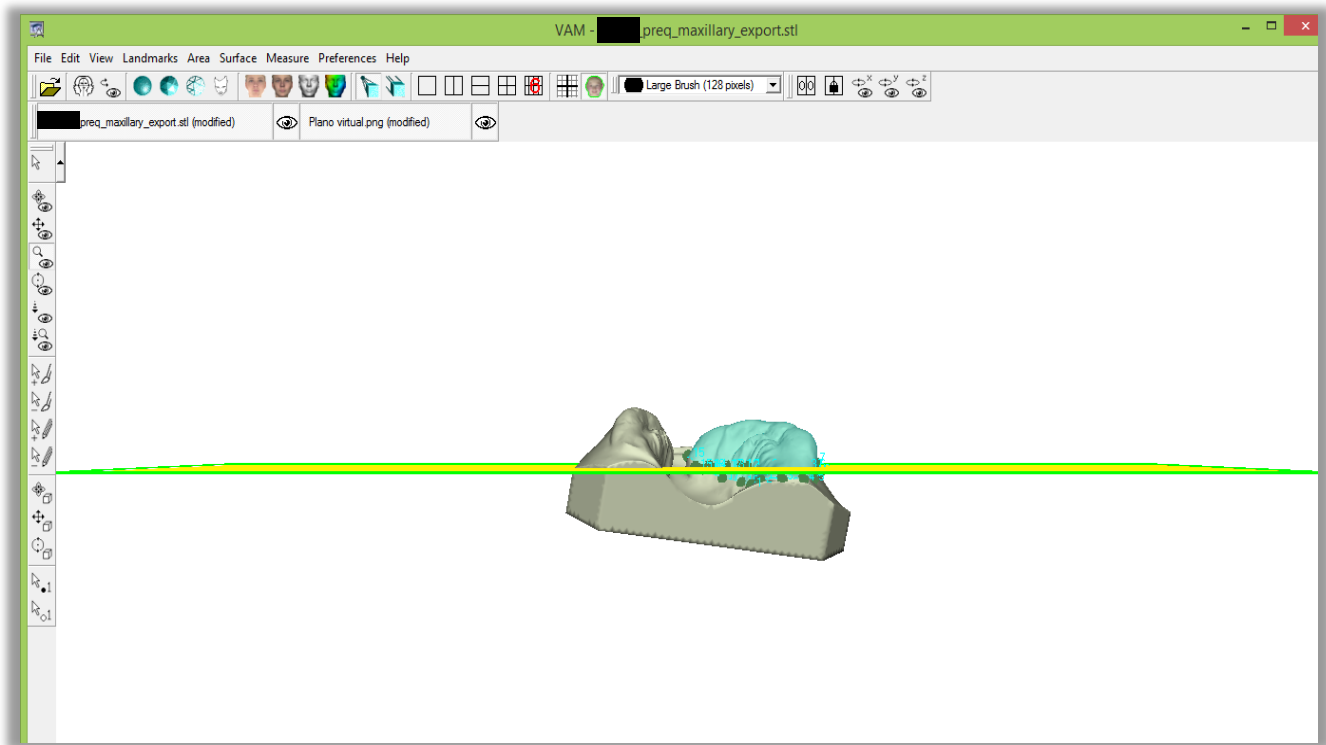 VAM - _preq_maxillary_export.stl
File Edit View Landmarks Area Surface Measure Preferences Help
Large Brush (128 pixels)
preq_maxillary_export.stl (modified) Plano virtual.png (modified)